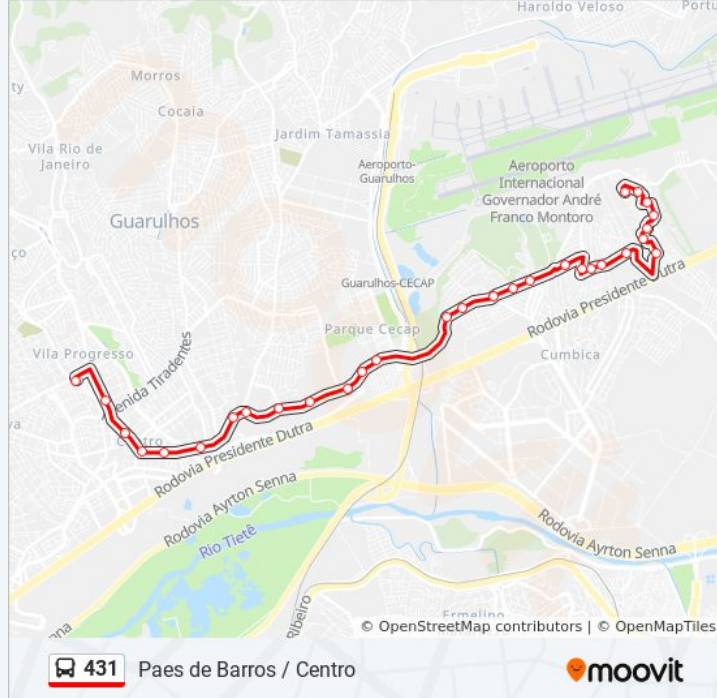 Haroldo Veloso
Morros
Cocaia
Jardim Tamassia
Vila Rio de
Janeiro
Aeroporto-
Guarulhos
Aeroporto
Internacional
Governador André
Franco Montoro
Guarulhos
Guarulhos-CECAP
Parque Cecap
Rodovia Presidente Dutra
Cumbica
Vila Progresso
Avenida Tiradentes
Centro
Rodovia Presidente Dutra
Rodovia Ayrton Senna
Rio Tietê
Rodovia Ayrton Senna
Ermelino
Ribeiro
© OpenStreetMap contributors | © OpenMapTiles
431 Paes de Barros / Centro
moovit